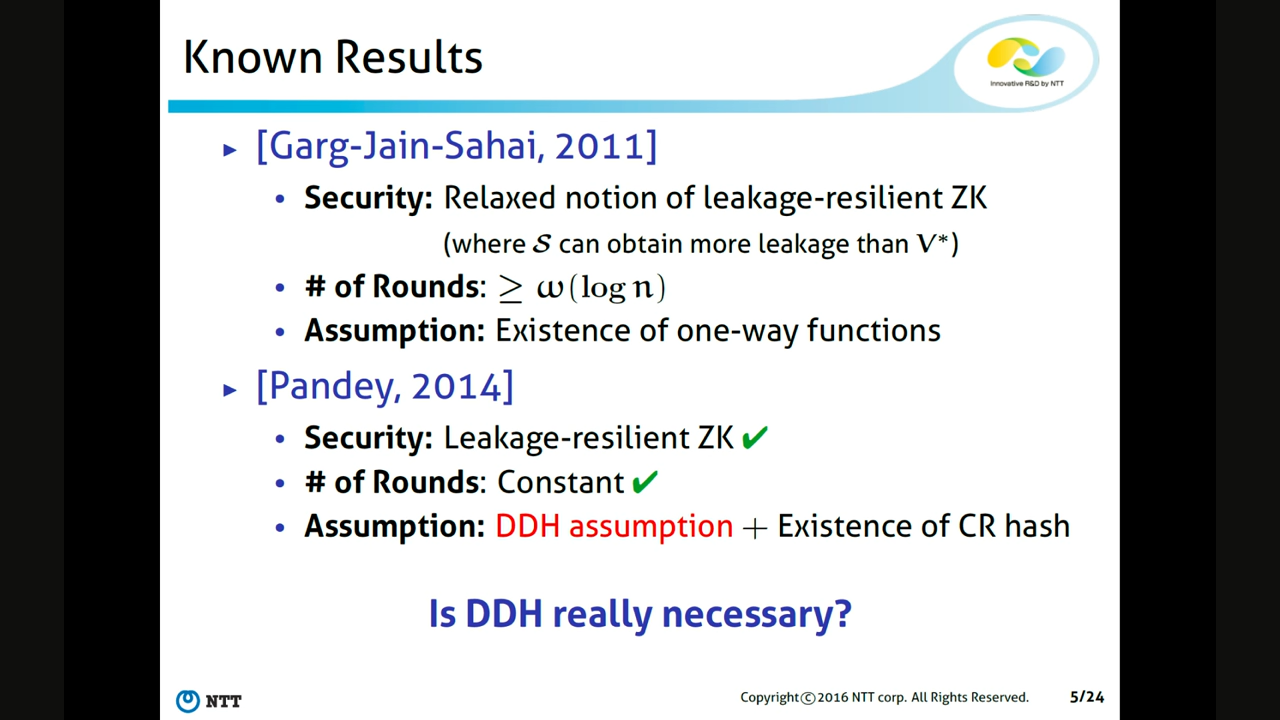 Known Results
Innovative R&D by NTT
▸ [Garg-Jain-Sahai, 2011]
• Security: Relaxed notion of leakage-resilient ZK
(where 𝒮 can obtain more leakage than V*)
• # of Rounds: ≥ ω(log n)
• Assumption: Existence of one-way functions
▸ [Pandey, 2014]
• Security: Leakage-resilient ZK ✔
• # of Rounds: Constant ✔
• Assumption: DDH assumption + Existence of CR hash
Is DDH really necessary?
NTT
Copyright©2016 NTT corp. All Rights Reserved.
5/24